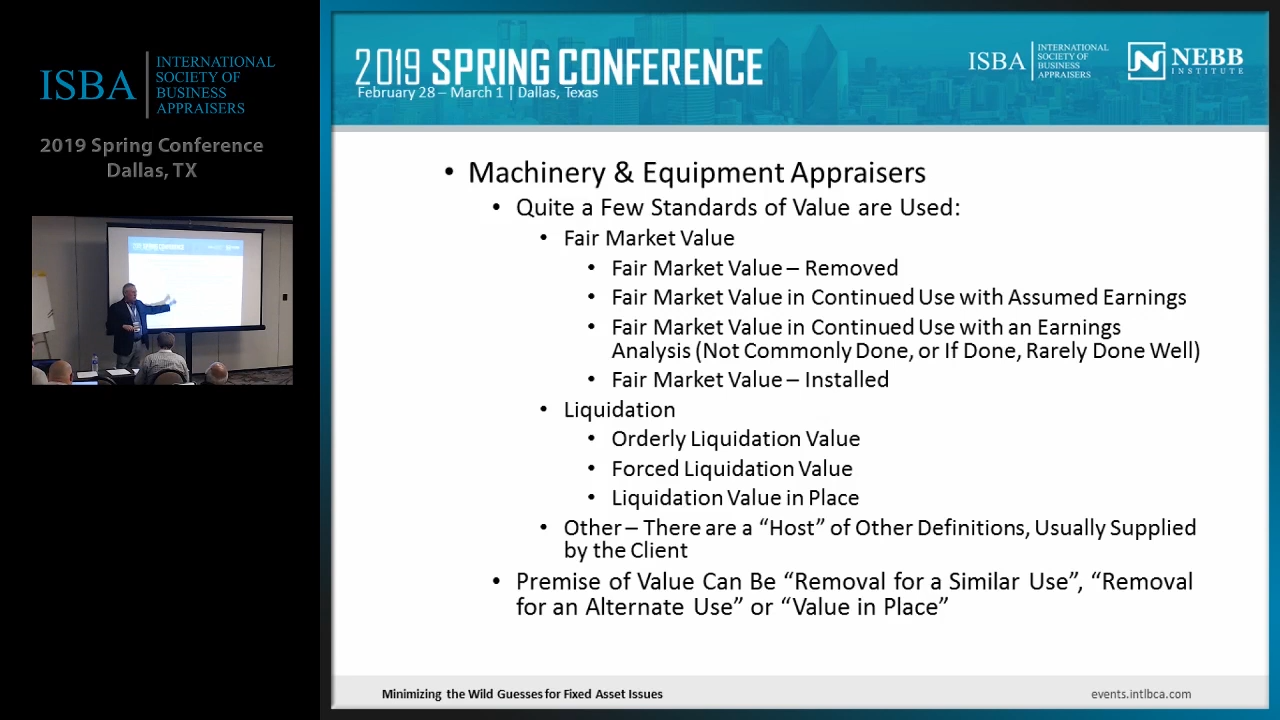 ISBA
INTERNATIONAL
SOCIETY OF
BUSINESS
APPRAISERS
2019 Spring Conference
Dallas, TX
2019 SPRING CONFERENCE
February 28 – March 1 | Dallas, Texas
ISBA
INTERNATIONAL
SOCIETY OF
BUSINESS
APPRAISERS
N NEBB
INSTITUTE
• Machinery & Equipment Appraisers
• Quite a Few Standards of Value are Used:
• Fair Market Value
• Fair Market Value – Removed
• Fair Market Value in Continued Use with Assumed Earnings
• Fair Market Value in Continued Use with an Earnings
Analysis (Not Commonly Done, or If Done, Rarely Done Well)
• Fair Market Value – Installed
• Liquidation
• Orderly Liquidation Value
• Forced Liquidation Value
• Liquidation Value in Place
• Other – There are a “Host” of Other Definitions, Usually Supplied
by the Client
• Premise of Value Can Be “Removal for a Similar Use”, “Removal
for an Alternate Use” or “Value in Place”
Minimizing the Wild Guesses for Fixed Asset Issues
events.intlbca.com